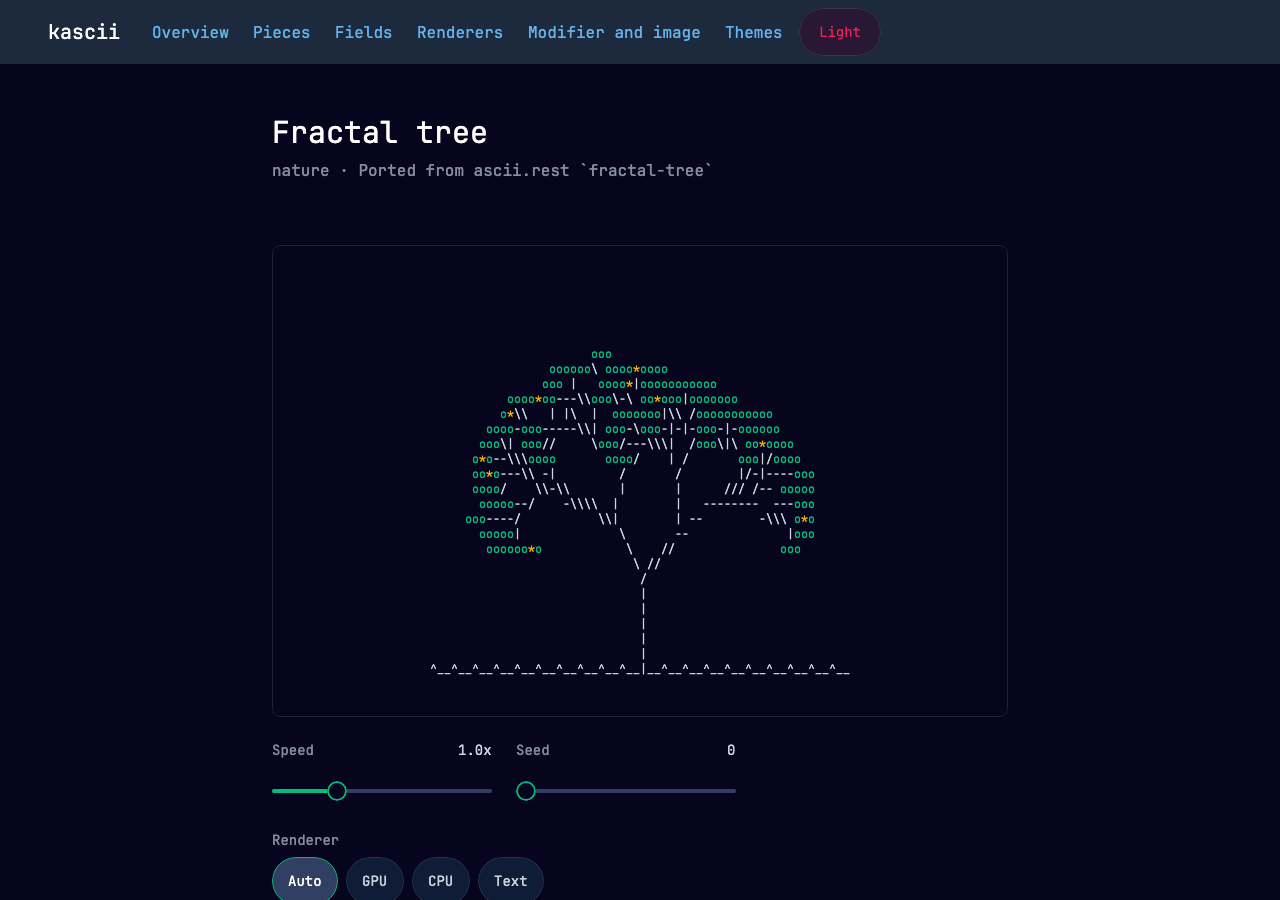 kascii Overview Pieces Fields Renderers Modifier and image Themes Light
Fractal tree
nature · Ported from ascii.rest `fractal-tree`
Speed 1.0x Seed 0
Renderer
Auto GPU CPU Text